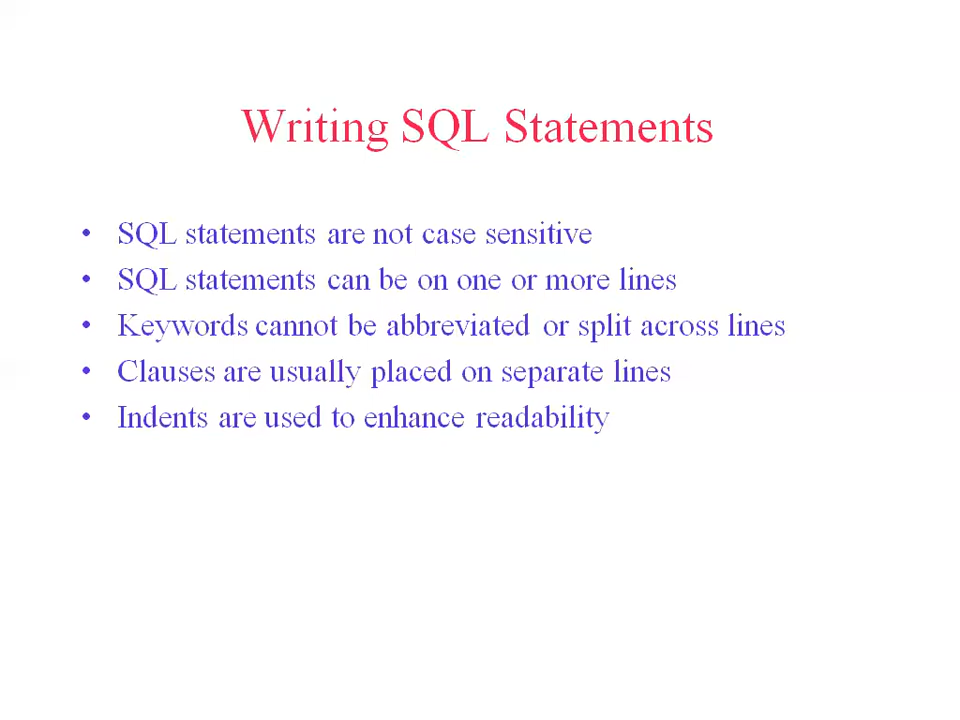 Writing SQL Statements
• SQL statements are not case sensitive
• SQL statements can be on one or more lines
• Keywords cannot be abbreviated or split across lines
• Clauses are usually placed on separate lines
• Indents are used to enhance readability